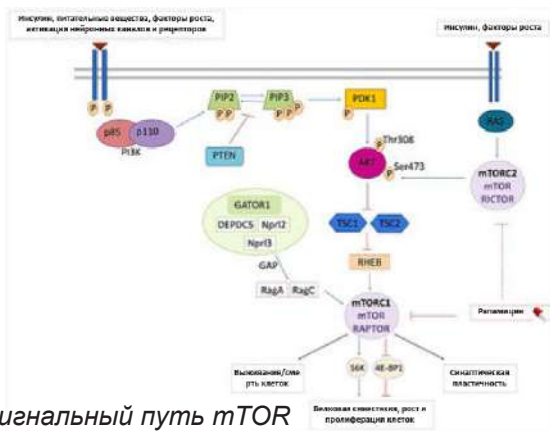 Инсулин, питательные вещества, факторы роста,
активация нейронных каналов и рецепторов
Инсулин, факторы роста
P P
p85 p110
PI3K
PIP2
P P
PIP3
P P P
PTEN
PDK1
P
P Thr308
AKT
P Ser473
RAS
mTORC2
mTOR
RICTOR
GATOR1
DEPDC5 Nprl2
Nprl3
GAP
RagA RagC
TSC1 TSC2
RHEB
mTORC1
mTOR
RAPTOR
Рапамицин
Выживание/сме
рть клеток
S6K 4E-BP1
Синаптическая
пластичность
рост и
пролиферация клеток
игнальный путь mTOR